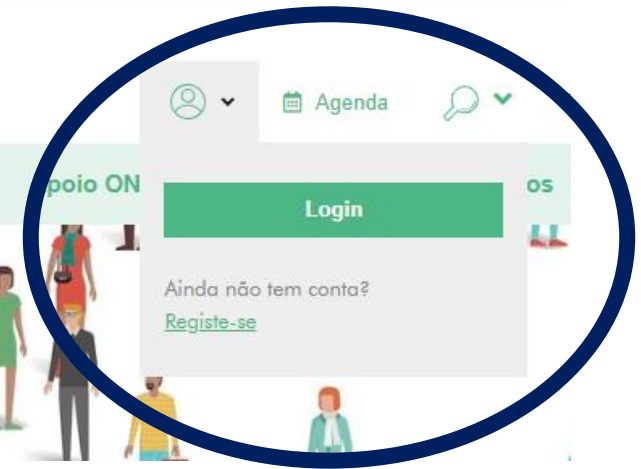 Agenda
poio ON
os
Login
Ainda não tem conta?
Registe-se